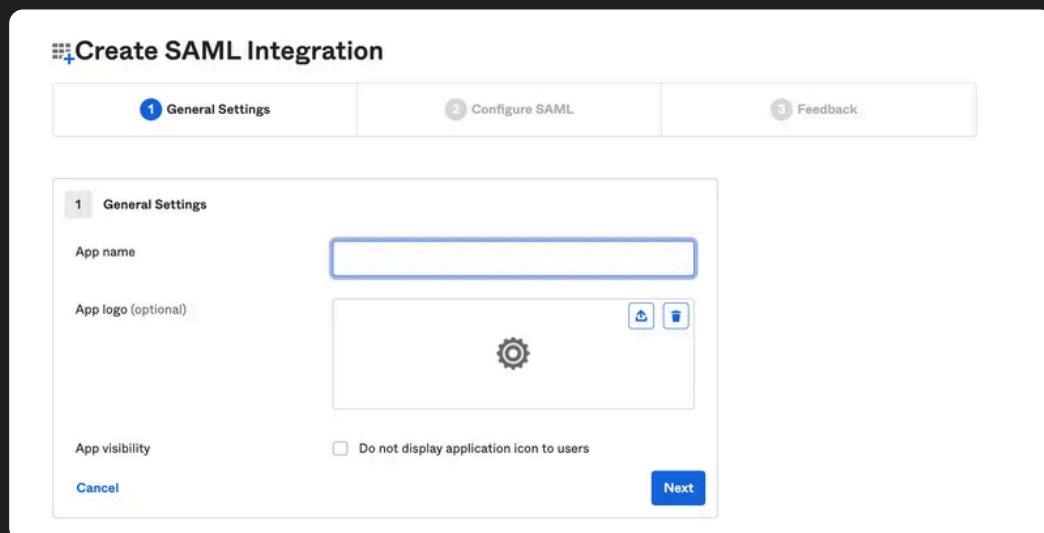 Create SAML Integration
1 General Settings
2 Configure SAML
3 Feedback
1 General Settings
App name
App logo (optional)
App visibility
Do not display application icon to users
Cancel
Next